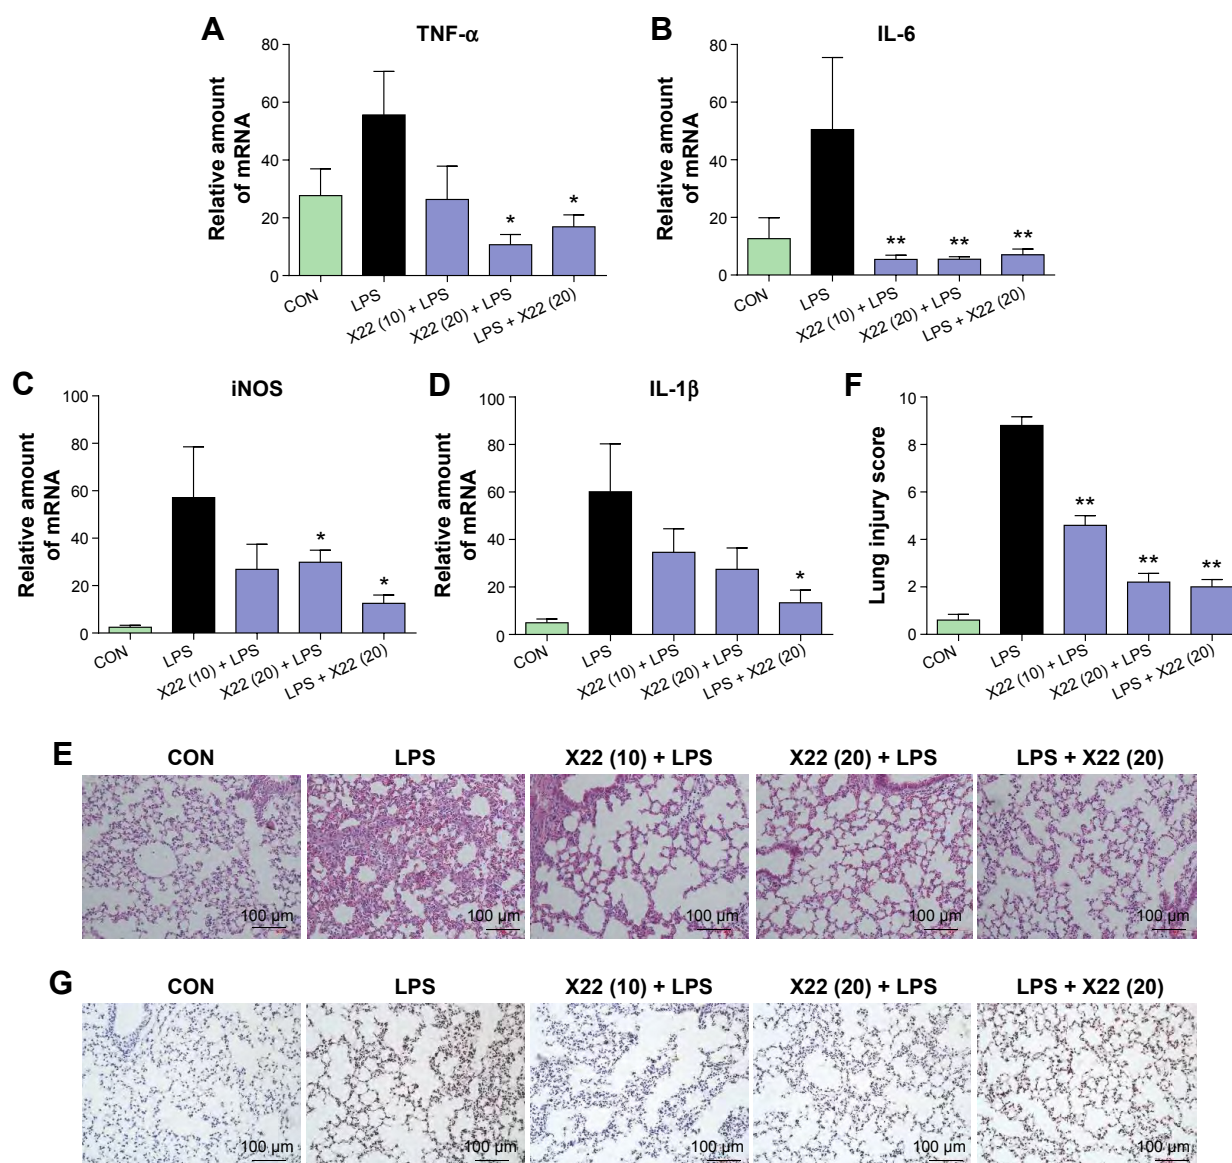 A
TNF-α
Relative amount
of mRNA
80
60
40
20
0
CON
LPS
X22 (10) + LPS
X22 (20) + LPS
LPS + X22 (20)
*
*
B
IL-6
Relative amount
of mRNA
80
60
40
20
0
CON
LPS
X22 (10) + LPS
X22 (20) + LPS
LPS + X22 (20)
**
**
**
C
iNOS
Relative amount
of mRNA
100
80
60
40
20
0
CON
LPS
X22 (10) + LPS
X22 (20) + LPS
LPS + X22 (20)
*
*
D
IL-1β
Relative amount
of mRNA
100
80
60
40
20
0
CON
LPS
X22 (10) + LPS
X22 (20) + LPS
LPS + X22 (20)
*
F
Lung injury score
10
8
6
4
2
0
CON
LPS
X22 (10) + LPS
X22 (20) + LPS
LPS + X22 (20)
**
**
**
E
CON
LPS
X22 (10) + LPS
X22 (20) + LPS
LPS + X22 (20)
100 µm
100 µm
100 µm
100 µm
100 µm
G
CON
LPS
X22 (10) + LPS
X22 (20) + LPS
LPS + X22 (20)
100 µm
100 µm
100 µm
100 µm
100 µm